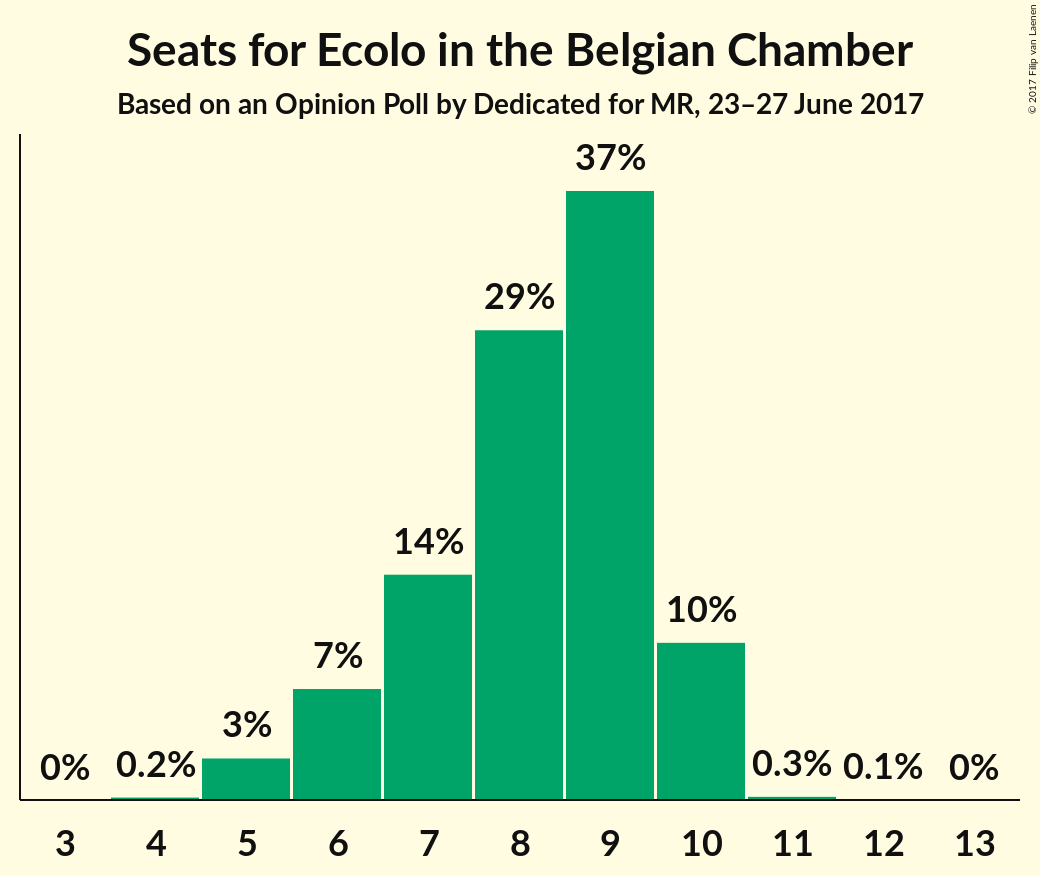 Seats for Ecolo in the Belgian Chamber
Based on an Opinion Poll by Dedicated for MR, 23–27 June 2017
© 2017 Filip van Laenen
37%
29%
14%
10%
7%
3%
0% 0.2% 0.3% 0.1% 0%
3 4 5 6 7 8 9 10 11 12 13